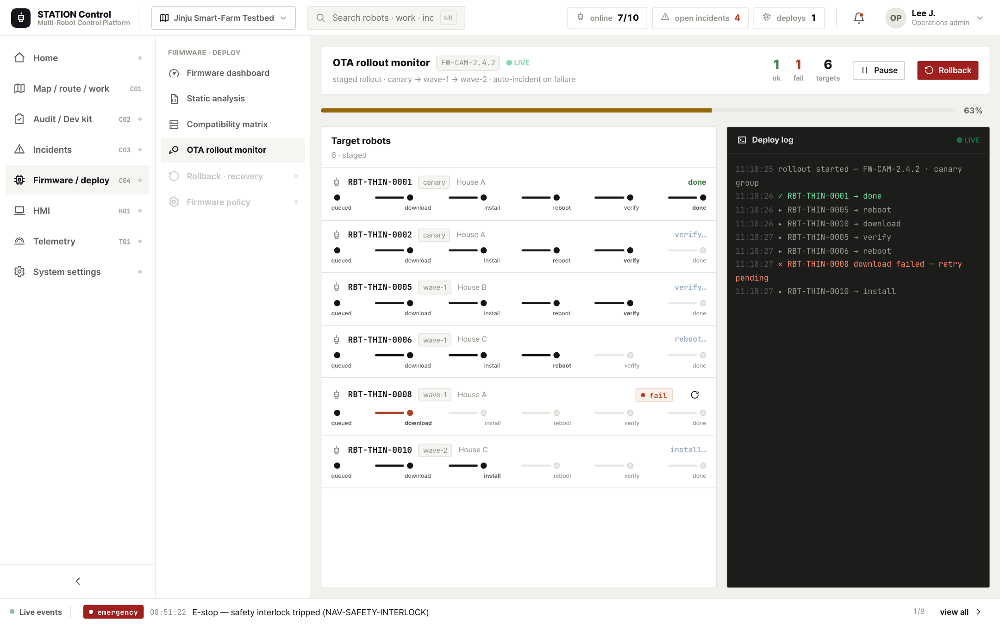 STATION Control
Multi-Robot Control Platform
Jinju Smart-Farm Testbed
Search robots · work · inc
⌘K
online 7/10
open incidents 4
deploys 1
OP
Lee J.
Operations admin
Home
Map / route / work C01
Audit / Dev kit C02
Incidents C03
Firmware / deploy C04
HMI H01
Telemetry T01
System settings
FIRMWARE · DEPLOY
Firmware dashboard
Static analysis
Compatibility matrix
OTA rollout monitor
Rollback · recovery
Firmware policy
OTA rollout monitor FW-CAM-2.4.2 LIVE
staged rollout · canary → wave-1 → wave-2 · auto-incident on failure
1 ok
1 fail
6 targets
Pause
Rollback
63%
Target robots
6 · staged
RBT-THIN-0001 canary House A done
queued download install reboot verify done
RBT-THIN-0002 canary House A verify…
queued download install reboot verify done
RBT-THIN-0005 wave-1 House B verify…
queued download install reboot verify done
RBT-THIN-0006 wave-1 House C reboot…
queued download install reboot verify done
RBT-THIN-0008 wave-1 House A fail
queued download install reboot verify done
RBT-THIN-0010 wave-2 House C install…
queued download install reboot verify done
Deploy log LIVE
11:18:25 rollout started — FW-CAM-2.4.2 · canary
group
11:18:26 ✓ RBT-THIN-0001 → done
11:18:26 ▸ RBT-THIN-0005 → reboot
11:18:26 ▸ RBT-THIN-0010 → download
11:18:27 ▸ RBT-THIN-0005 → verify
11:18:27 ▸ RBT-THIN-0006 → reboot
11:18:27 × RBT-THIN-0008 download failed — retry
pending
11:18:27 ▸ RBT-THIN-0010 → install
Live events
emergency 08:51:22 E-stop — safety interlock tripped (NAV-SAFETY-INTERLOCK)
1/8
view all